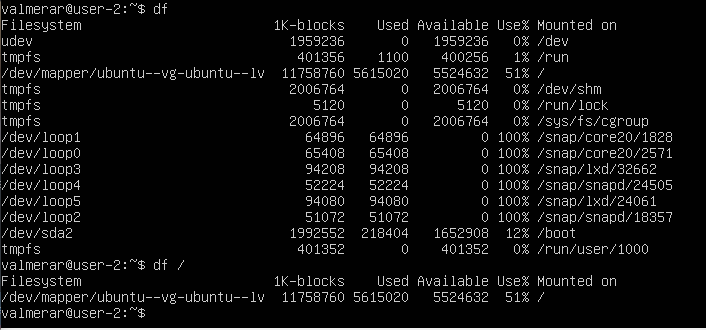 valmerar@user-2:~$ df
Filesystem                        1K-blocks    Used Available Use% Mounted on
udev                                1959236       0   1959236   0% /dev
tmpfs                                401356    1100    400256   1% /run
/dev/mapper/ubuntu--vg-ubuntu--lv  11758760 5615020   5524632  51% /
tmpfs                               2006764       0   2006764   0% /dev/shm
tmpfs                                  5120       0      5120   0% /run/lock
tmpfs                               2006764       0   2006764   0% /sys/fs/cgroup
/dev/loop1                            64896   64896         0 100% /snap/core20/1828
/dev/loop0                            65408   65408         0 100% /snap/core20/2571
/dev/loop3                            94208   94208         0 100% /snap/lxd/32662
/dev/loop4                            52224   52224         0 100% /snap/snapd/24505
/dev/loop5                            94080   94080         0 100% /snap/lxd/24061
/dev/loop2                            51072   51072         0 100% /snap/snapd/18357
/dev/sda2                           1992552  218404   1652908  12% /boot
tmpfs                                401352       0    401352   0% /run/user/1000
valmerar@user-2:~$ df /
Filesystem                        1K-blocks    Used Available Use% Mounted on
/dev/mapper/ubuntu--vg-ubuntu--lv  11758760 5615020   5524632  51% /
valmerar@user-2:~$